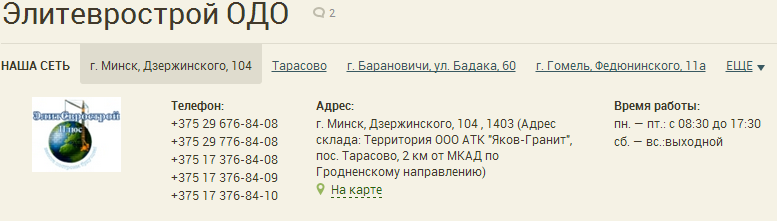 Элитеврострой ОДО 2
НАША СЕТЬ г. Минск, Дзержинского, 104 Тарасово г. Барановичи, ул. Бадака, 60 г. Гомель, Федюнинского, 11а ЕЩЕ
ЭлитЕврострой
Плюс
Телефон:
+375 29 676-84-08
+375 29 776-84-08
+375 17 376-84-08
+375 17 376-84-09
+375 17 376-84-10
Адрес:
г. Минск, Дзержинского, 104 , 1403 (Адрес
склада: Территория ООО АТК "Яков-Гранит",
пос. Тарасово, 2 км от МКАД по
Гродненскому направлению)
На карте
Время работы:
пн. — пт.: с 08:30 до 17:30
сб. — вс.:выходной